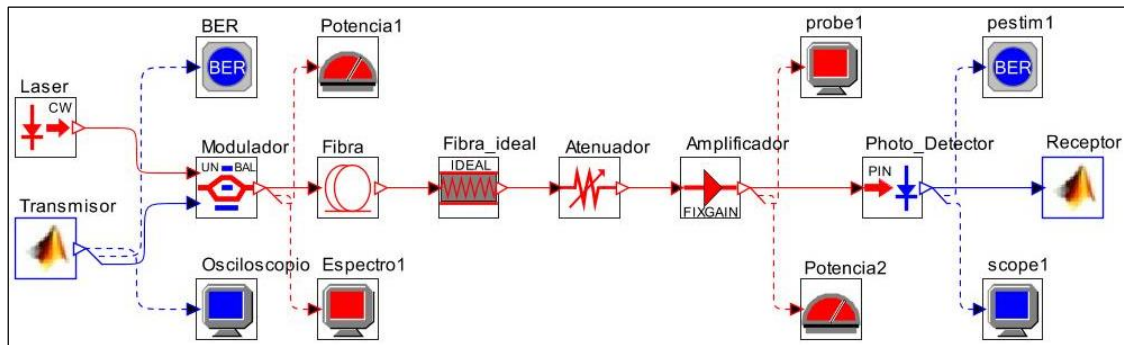 BER
Potencia1
probe1
pestim1
BER
BER
Laser
CW
Modulador
UN BAL
Fibra
Fibra_ideal
IDEAL
Atenuador
Amplificador
FIXGAIN
Photo_Detector
PIN
Receptor
Transmisor
Osciloscopio
Espectro1
Potencia2
scope1